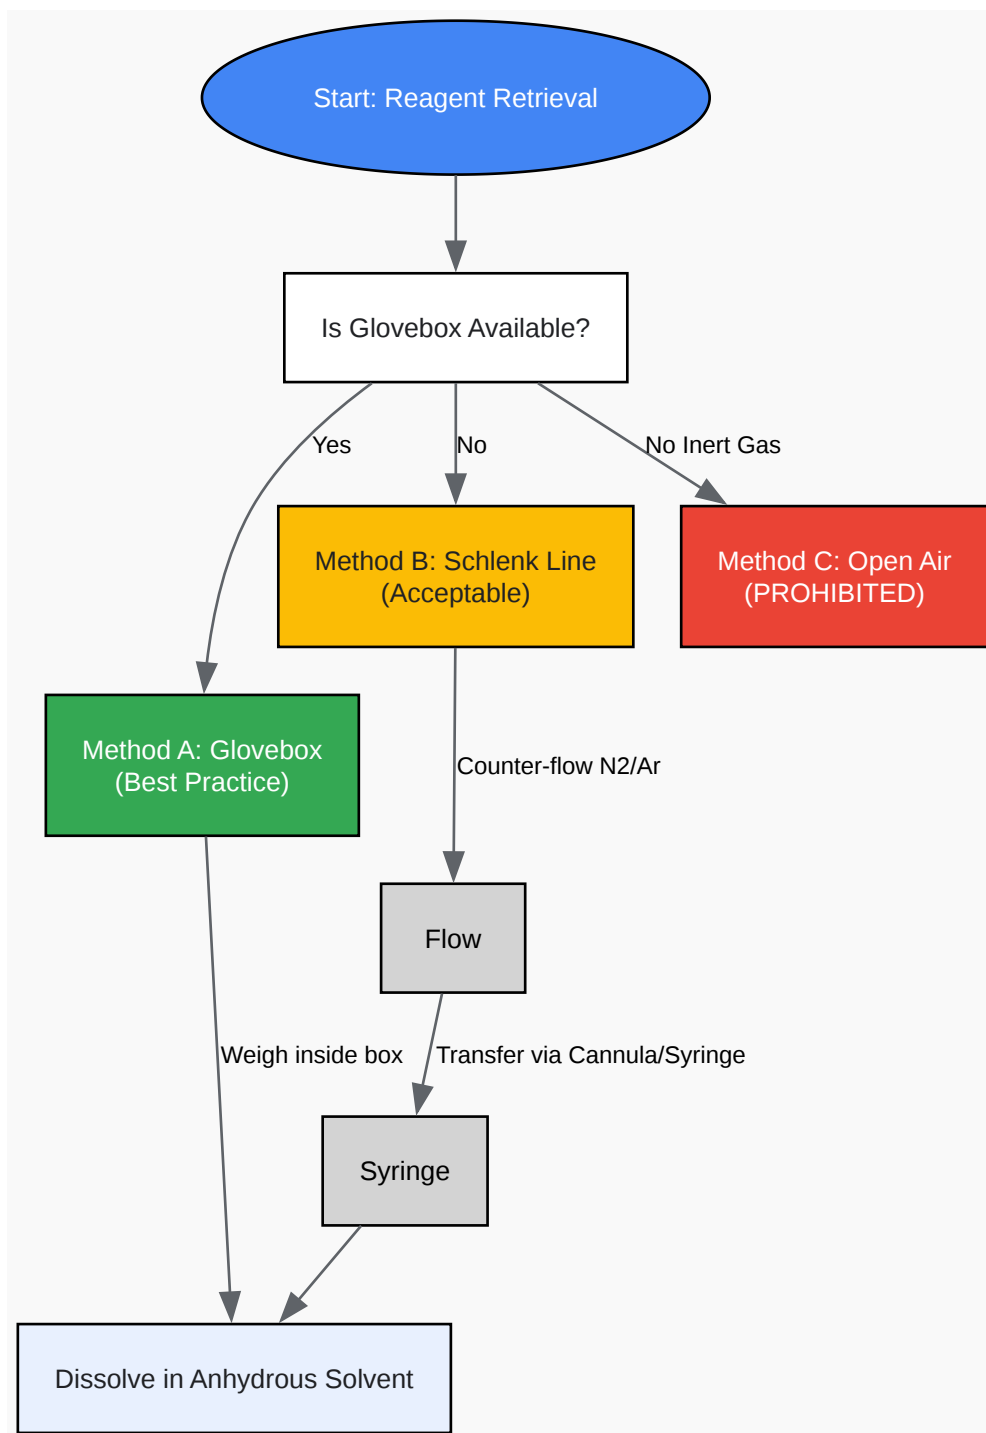 Start: Reagent Retrieval
Is Glovebox Available?
Yes
No
No Inert Gas
Method B: Schlenk Line
(Acceptable)
Method C: Open Air
(PROHIBITED)
Method A: Glovebox
(Best Practice)
Counter-flow N2/Ar
Flow
Weigh inside box
Transfer via Cannula/Syringe
Syringe
Dissolve in Anhydrous Solvent